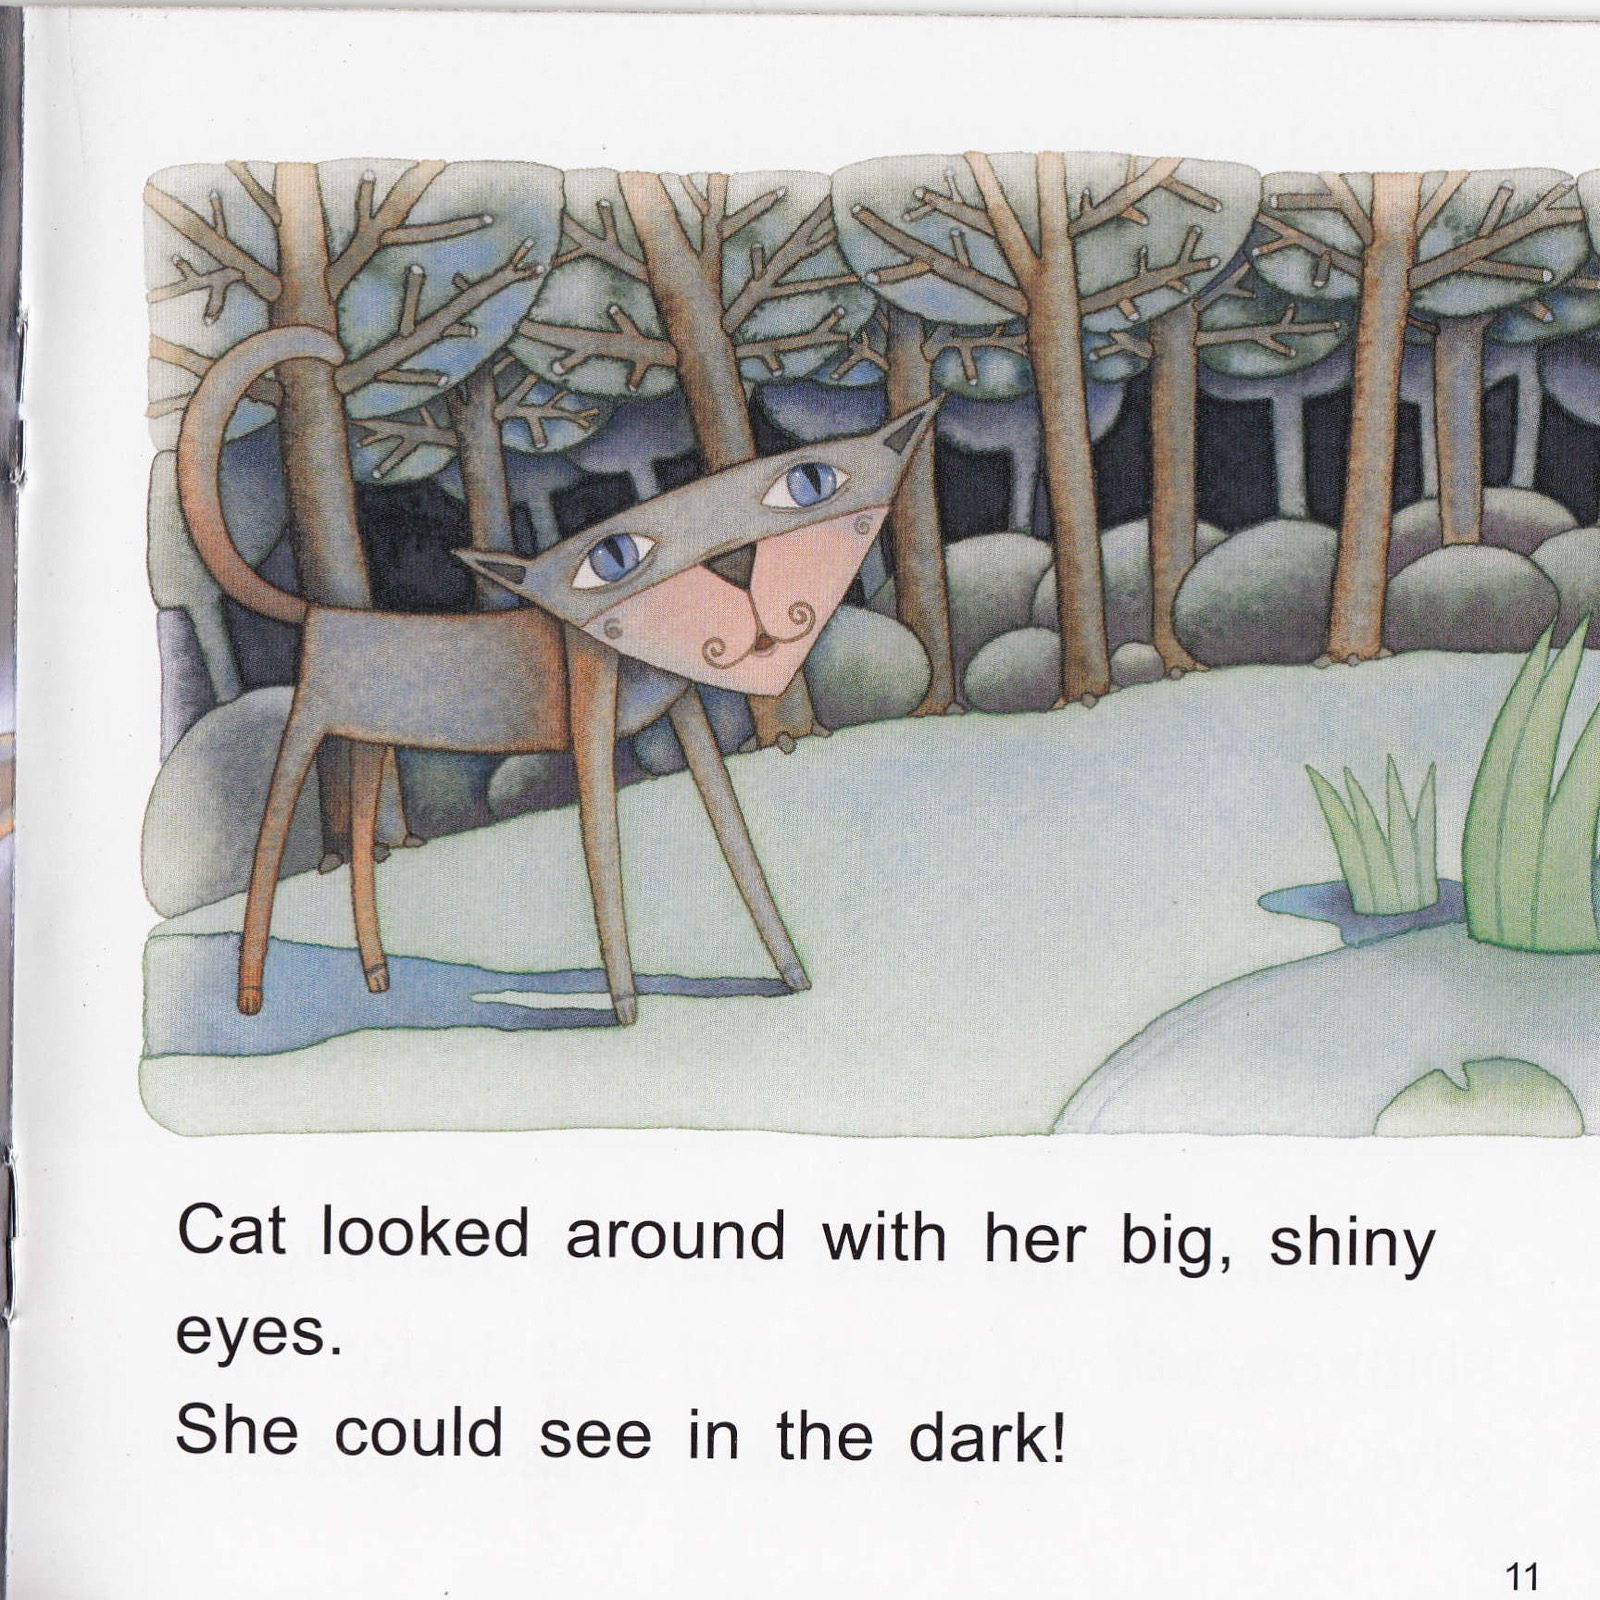 Cat looked around with her big, shiny
eyes.
She could see in the dark!
11